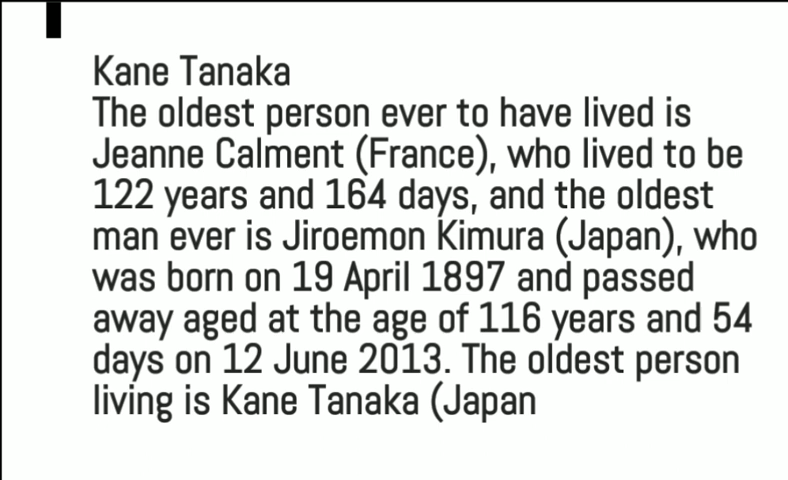 Kane Tanaka
The oldest person ever to have lived is
Jeanne Calment (France), who lived to be
122 years and 164 days, and the oldest
man ever is Jiroemon Kimura (Japan), who
was born on 19 April 1897 and passed
away aged at the age of 116 years and 54
days on 12 June 2013. The oldest person
living is Kane Tanaka (Japan